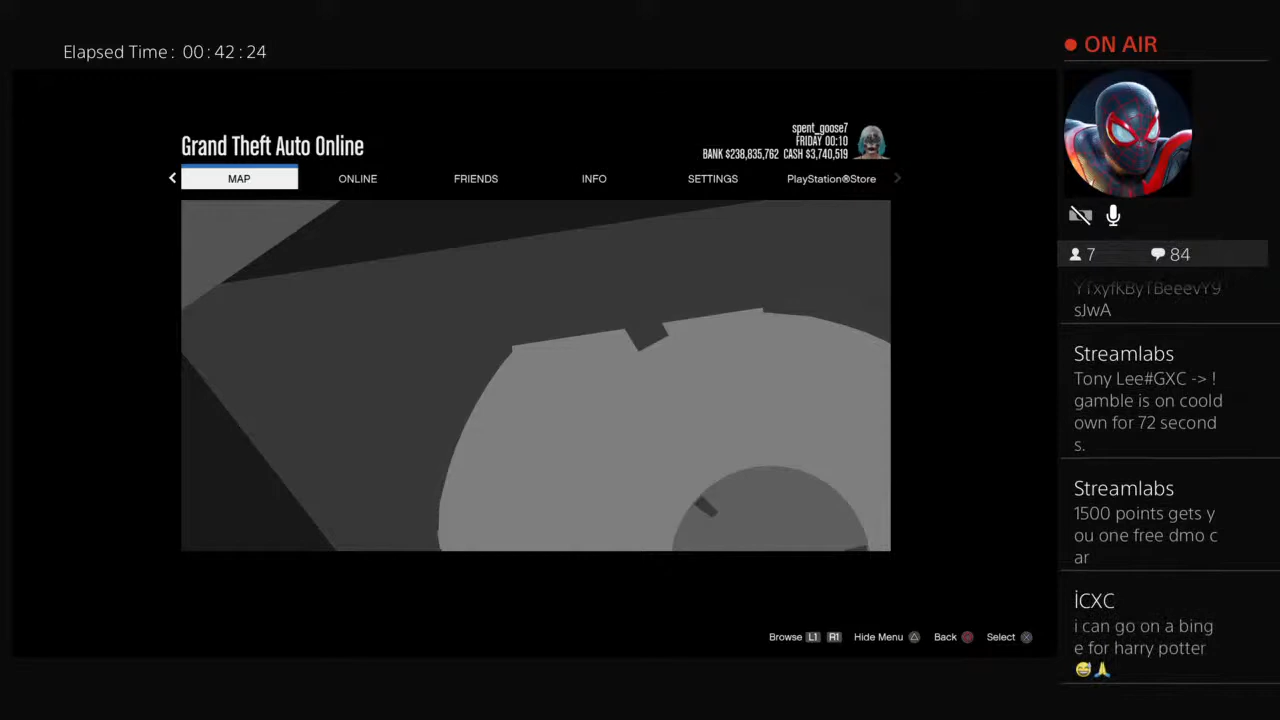 Elapsed Time: 00:42:24
ON AIR
Grand Theft Auto Online
spent_goose7
FRIDAY 00:10
BANK $238,835,762 CASH $3,740,519
MAP
ONLINE
FRIENDS
INFO
SETTINGS
PlayStation®Store
7
84
sJwA
Streamlabs
Tony Lee#GXC -> !
gamble is on coold
own for 72 second
s.
Streamlabs
1500 points gets y
ou one free dmo c
ar
İCXC
i can go on a bing
e for harry potter
😅🙏
Browse L1 R1 Hide Menu Back Select